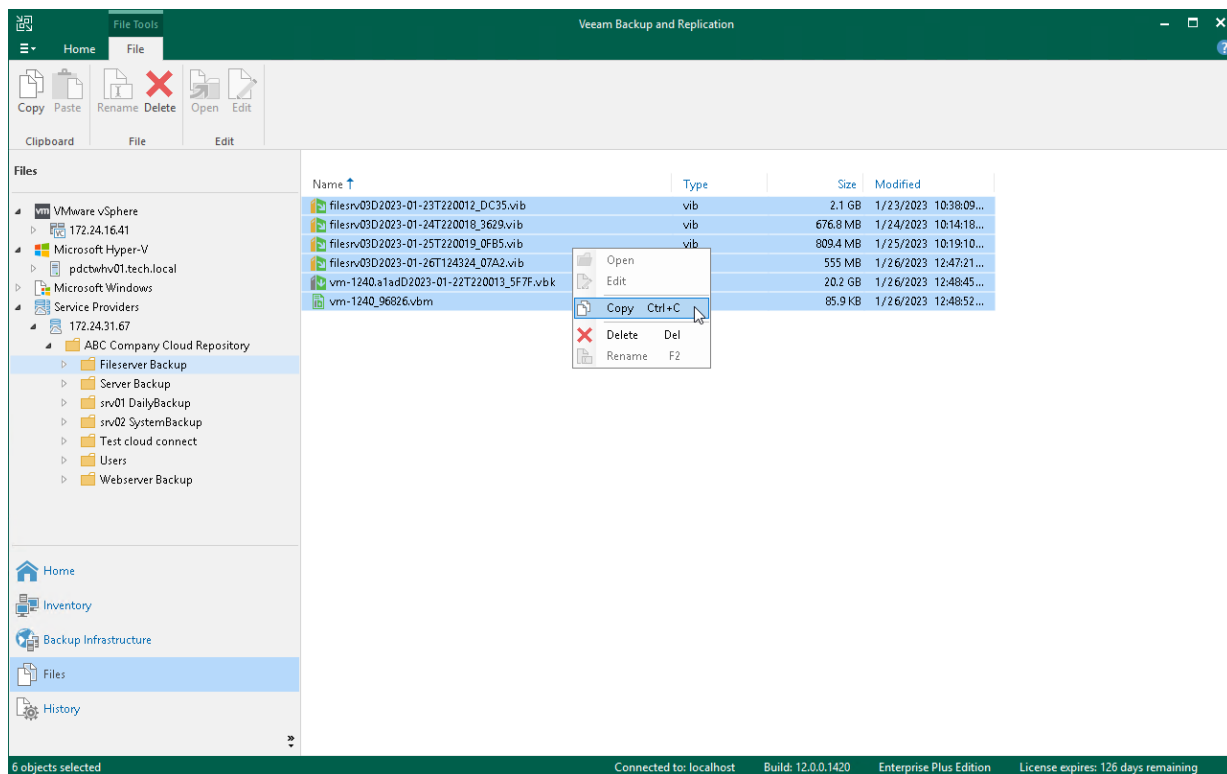 File Tools
Veeam Backup and Replication
Home File
Copy Paste Rename Delete Open Edit
Clipboard File Edit
Files
Name Type Size Modified
filesrv03D2023-01-23T220012_DC35.vib vib 2.1 GB 1/23/2023 10:38:09...
filesrv03D2023-01-24T220018_3629.vib vib 676.8 MB 1/24/2023 10:14:18...
filesrv03D2023-01-25T220019_0FB5.vib vib 809.4 MB 1/25/2023 10:19:10...
filesrv03D2023-01-26T124324_07A2.vib 555 MB 1/26/2023 12:47:21...
vm-1240.a1adD2023-01-22T220013_5F7F.vbk 20.2 GB 1/26/2023 12:48:45...
vm-1240_96826.vbm 85.9 kB 1/26/2023 12:48:52...
Open
Edit
Copy Ctrl+C
Delete Del
Rename F2
vm VMware vSphere
172.24.16.41
Microsoft Hyper-V
pdctwhv01.tech.local
Microsoft Windows
Service Providers
172.24.31.67
ABC Company Cloud Repository
Fileserver Backup
Server Backup
srv01 DailyBackup
srv02 SystemBackup
Test cloud connect
Users
Webserver Backup
Home
Inventory
Backup Infrastructure
Files
History
6 objects selected
Connected to: localhost Build: 12.0.0.1420 Enterprise Plus Edition License expires: 126 days remaining